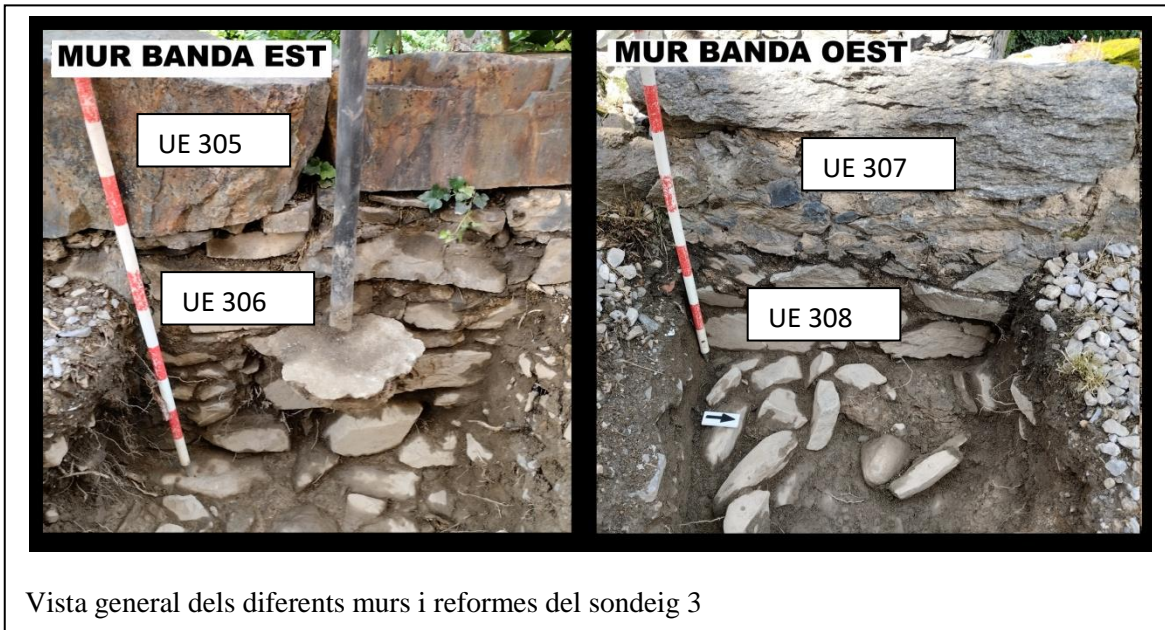 MUR BANDA EST
UE 305
UE 306
MUR BANDA OEST
UE 307
UE 308
Vista general dels diferents murs i reformes del sondeig 3